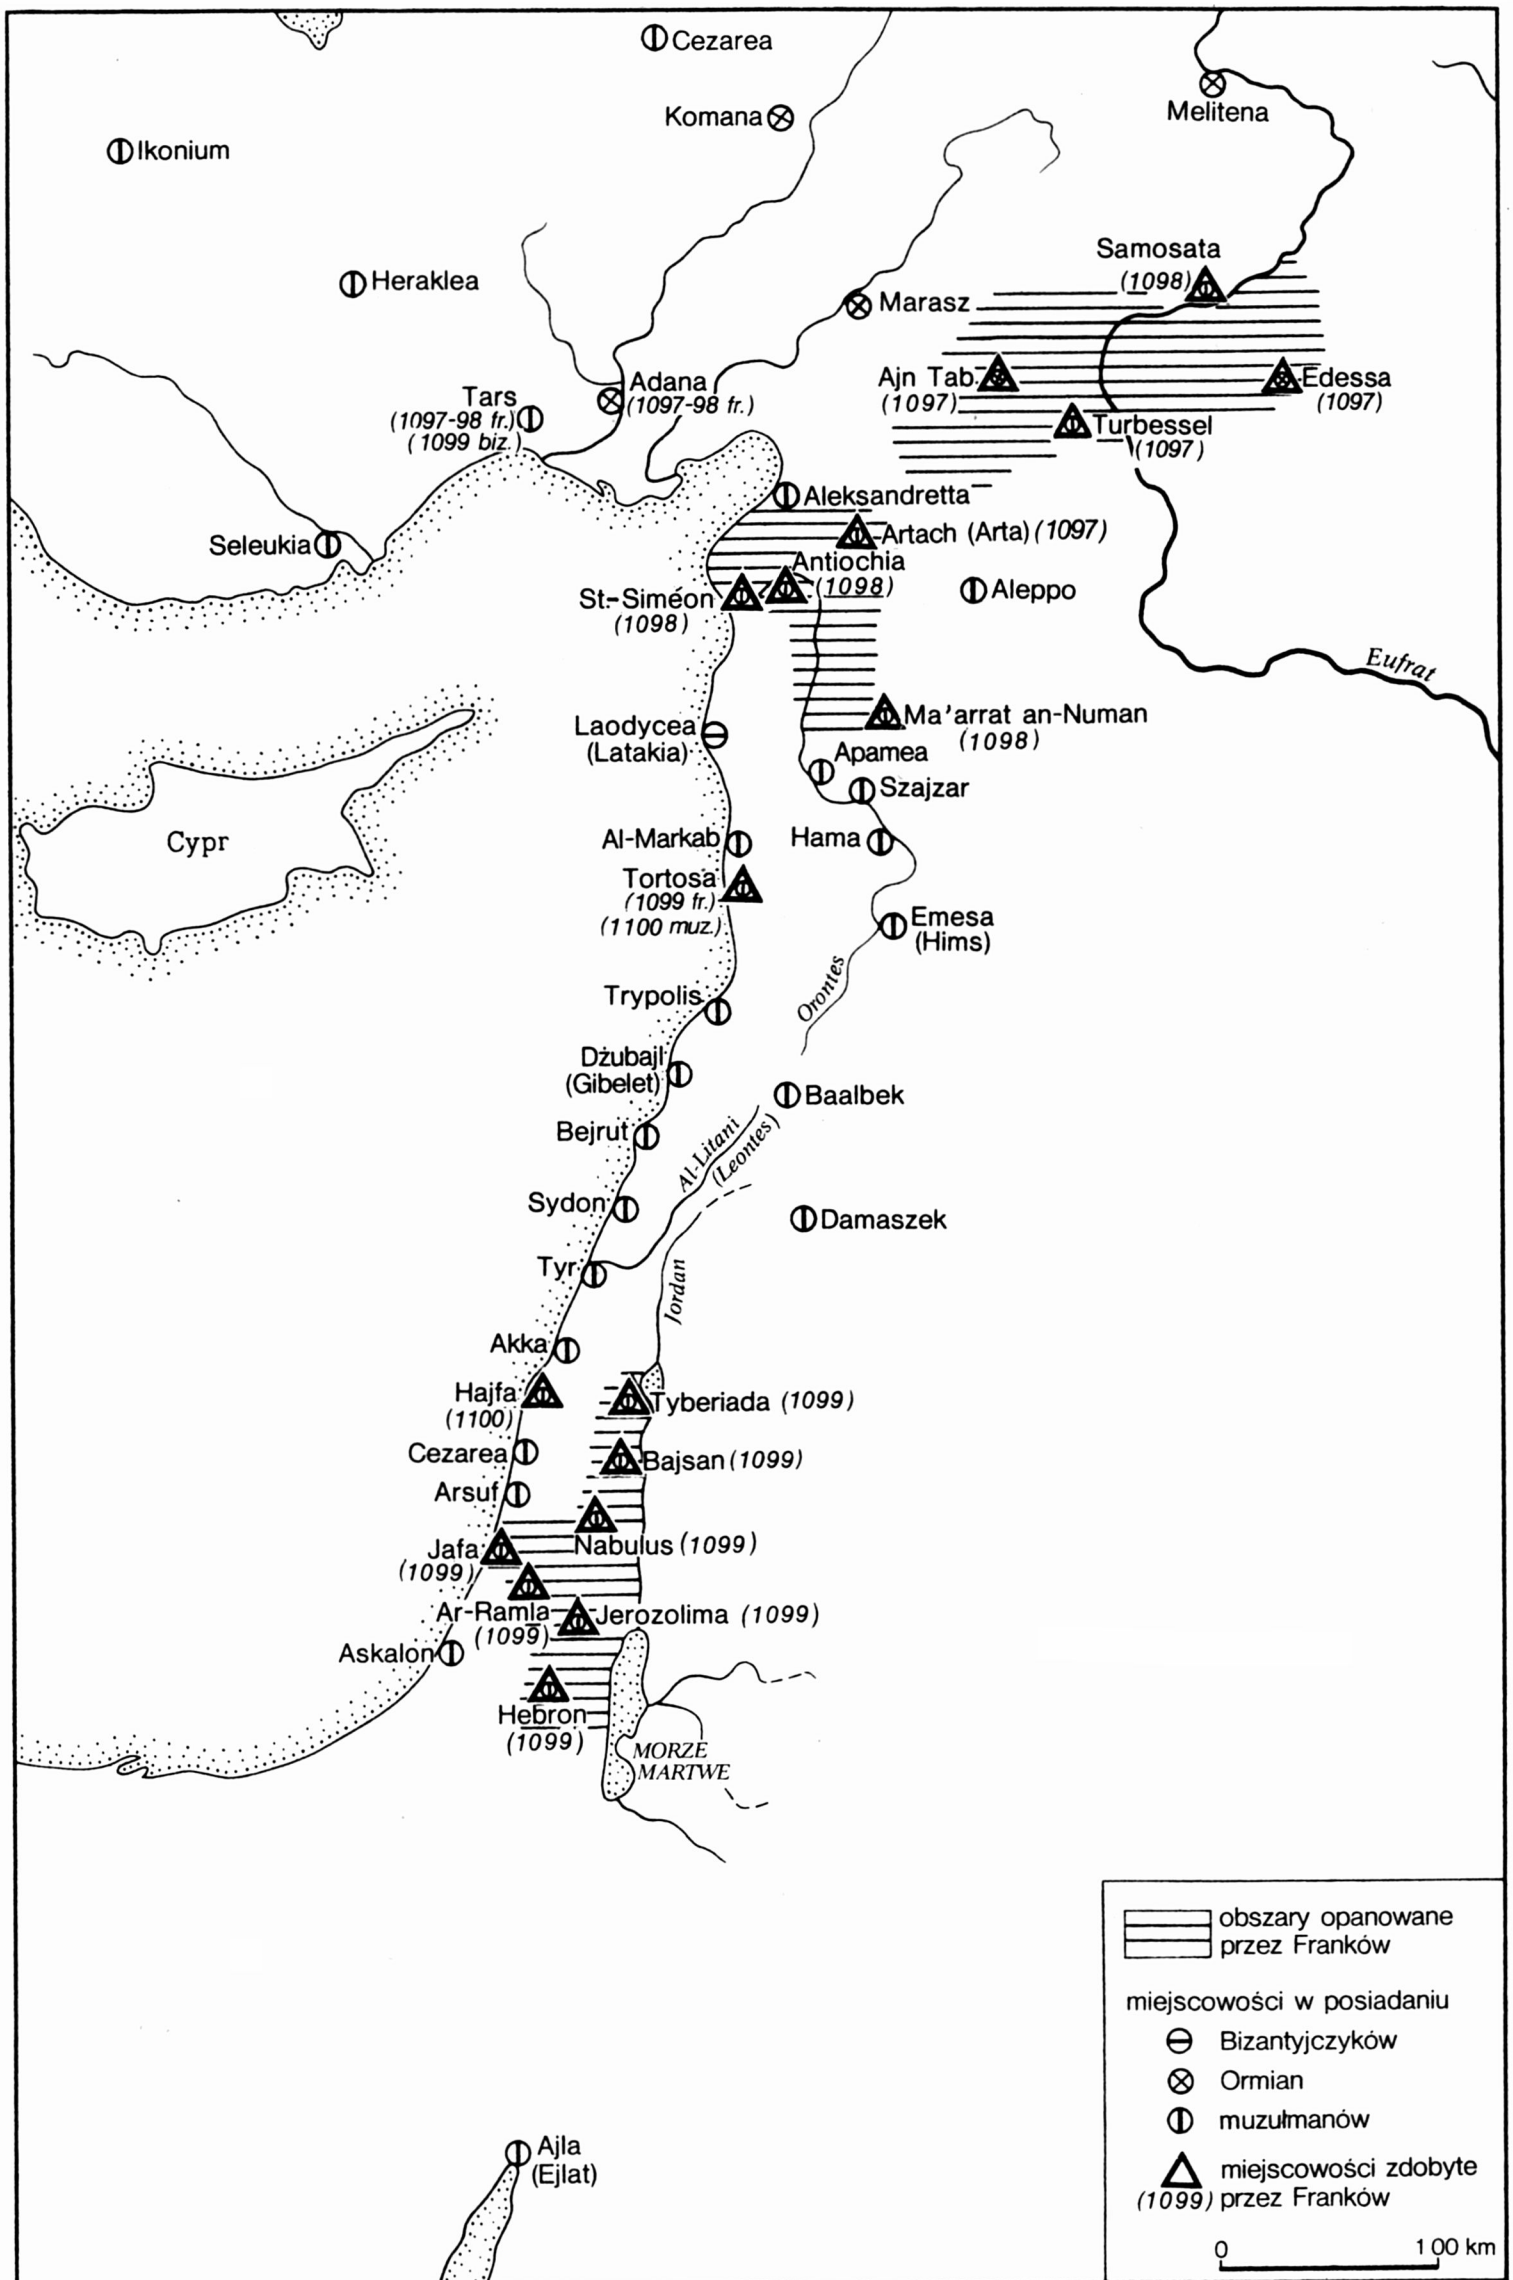 Cezarea
Komana
Melitena
Ikonium
Samosata
(1098)
Heraklea
Marasz
Ajn Tab
(1097)
Edessa
(1097)
Adana
(1097-98 fr.)
Tars
(1097-98 fr.)
(1099 biz.)
Turbessel
(1097)
Aleksandretta
Seleukia
Artach (Arta) (1097)
Antiochia
(1098)
St.-Siméon
(1098)
Aleppo
Eufrat
Laodycea
(Latakia)
Ma'arrat an-Numan
(1098)
Apamea
Szajzar
Cypr
Al-Markab
Hama
Tortosa
(1099 fr.)
(1100 muz.)
Emesa
(Hims)
Orontes
Trypolis
Dżubajl
(Gibelet)
Baalbek
Bejrut
Al-Litani
(Leontes)
Sydon
Damaszek
Tyr
Jordan
Akka
Hajfa
(1100)
Tyberiada (1099)
Cezarea
Bajsan (1099)
Arsuf
Nabulus (1099)
Jafa
(1099)
Ar-Ramla
(1099)
Jerozolima (1099)
Askalon
Hebron
(1099)
MORZE
MARTWE
obszary opanowane
przez Franków
miejscowości w posiadaniu
Bizantyjczyków
Ormian
muzułmanów
miejscowości zdobyte
(1099) przez Franków
0 100 km
Ajla
(Ejlat)